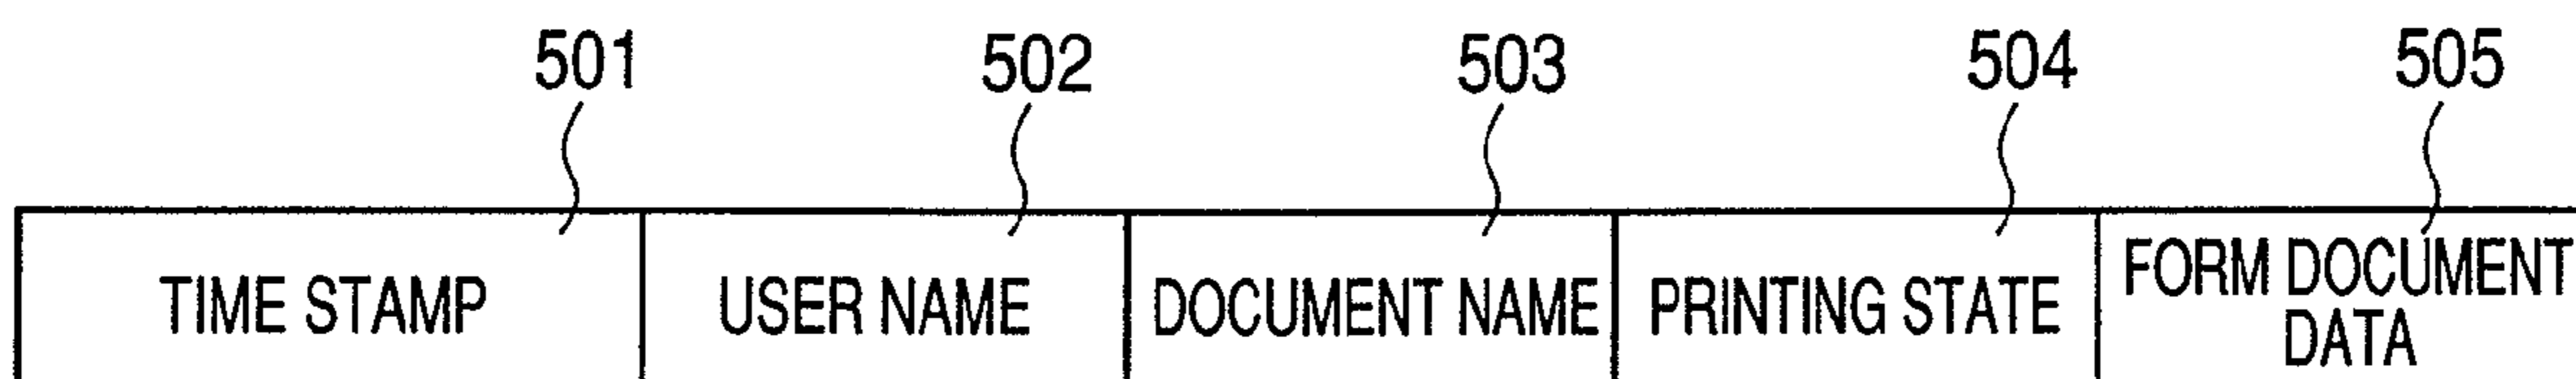 501 502 503 504 505
TIME STAMP USER NAME DOCUMENT NAME PRINTING STATE FORM DOCUMENT
DATA